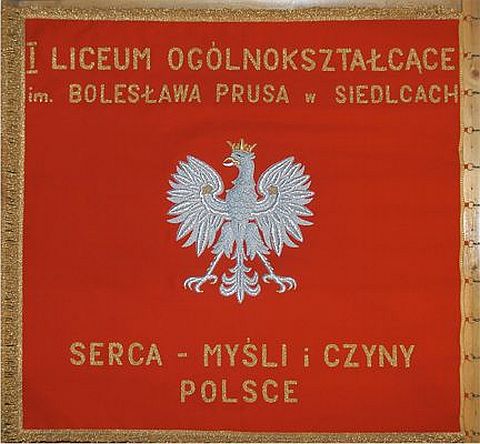 I LICEUM OGÓLNOKSZTAŁCĄCE
im. BOLESŁAWA PRUSA w SIEDLCACH
SERCA - MYŚLI i CZYNY
POLSCE